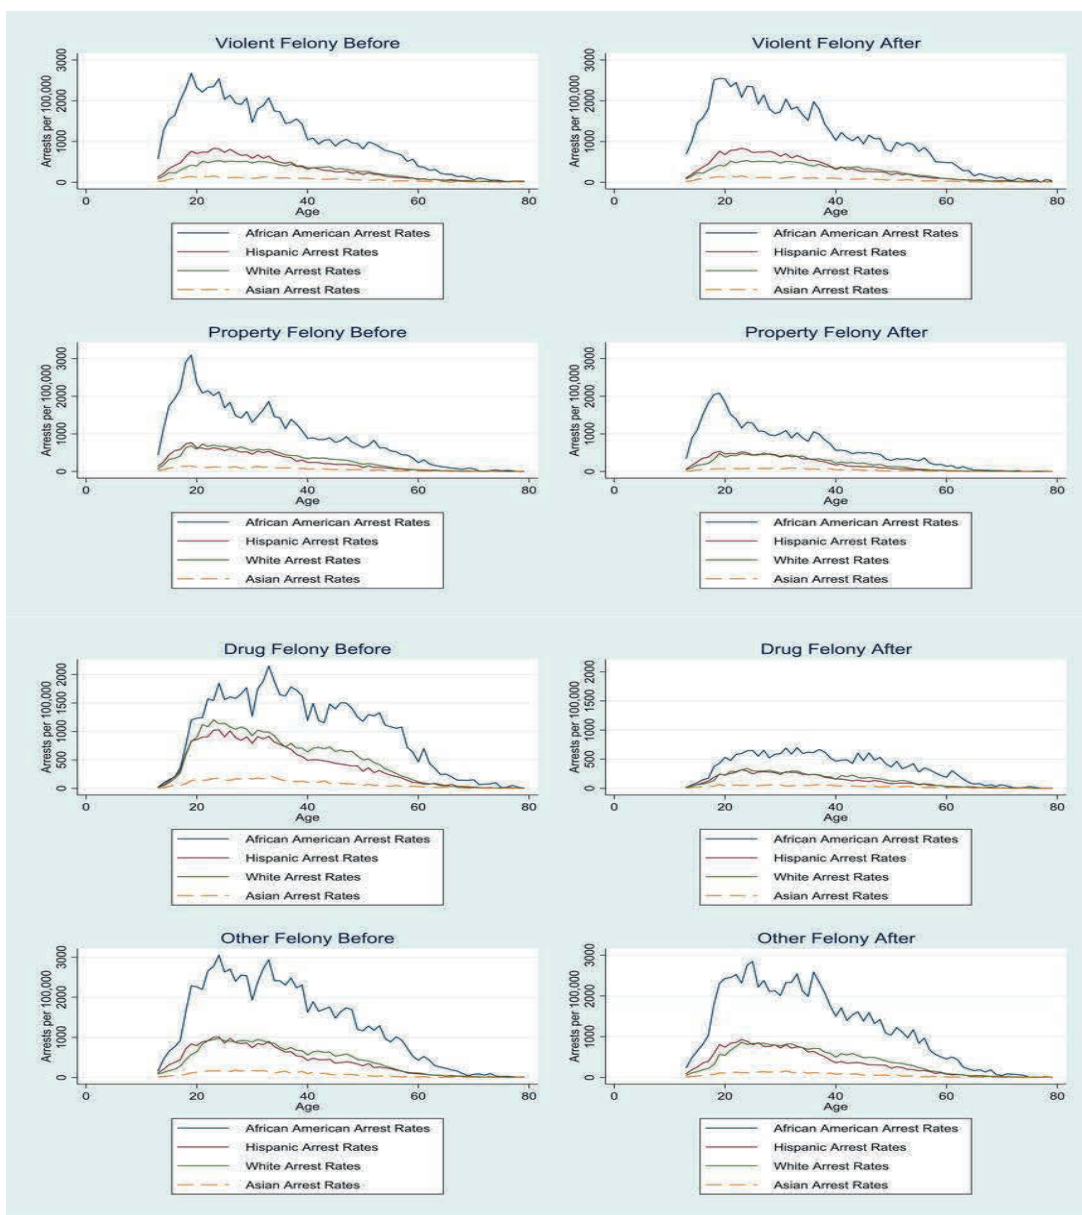 Violent Felony Before
Arrests per 100,000
0 1000 2000 3000
0 20 40 60 80
Age
African American Arrest Rates
Hispanic Arrest Rates
White Arrest Rates
Asian Arrest Rates
Violent Felony After
Arrests per 100,000
0 1000 2000 3000
0 20 40 60 80
Age
African American Arrest Rates
Hispanic Arrest Rates
White Arrest Rates
Asian Arrest Rates
Property Felony Before
Arrests per 100,000
0 1000 2000 3000
0 20 40 60 80
Age
African American Arrest Rates
Hispanic Arrest Rates
White Arrest Rates
Asian Arrest Rates
Property Felony After
Arrests per 100,000
0 1000 2000 3000
0 20 40 60 80
Age
African American Arrest Rates
Hispanic Arrest Rates
White Arrest Rates
Asian Arrest Rates
Drug Felony Before
Arrests per 100,000
0 500 1000 1500 2000
0 20 40 60 80
Age
African American Arrest Rates
Hispanic Arrest Rates
White Arrest Rates
Asian Arrest Rates
Drug Felony After
Arrests per 100,000
0 500 1000 1500 2000
0 20 40 60 80
Age
African American Arrest Rates
Hispanic Arrest Rates
White Arrest Rates
Asian Arrest Rates
Other Felony Before
Arrests per 100,000
0 1000 2000 3000
0 20 40 60 80
Age
African American Arrest Rates
Hispanic Arrest Rates
White Arrest Rates
Asian Arrest Rates
Other Felony After
Arrests per 100,000
0 1000 2000 3000
0 20 40 60 80
Age
African American Arrest Rates
Hispanic Arrest Rates
White Arrest Rates
Asian Arrest Rates